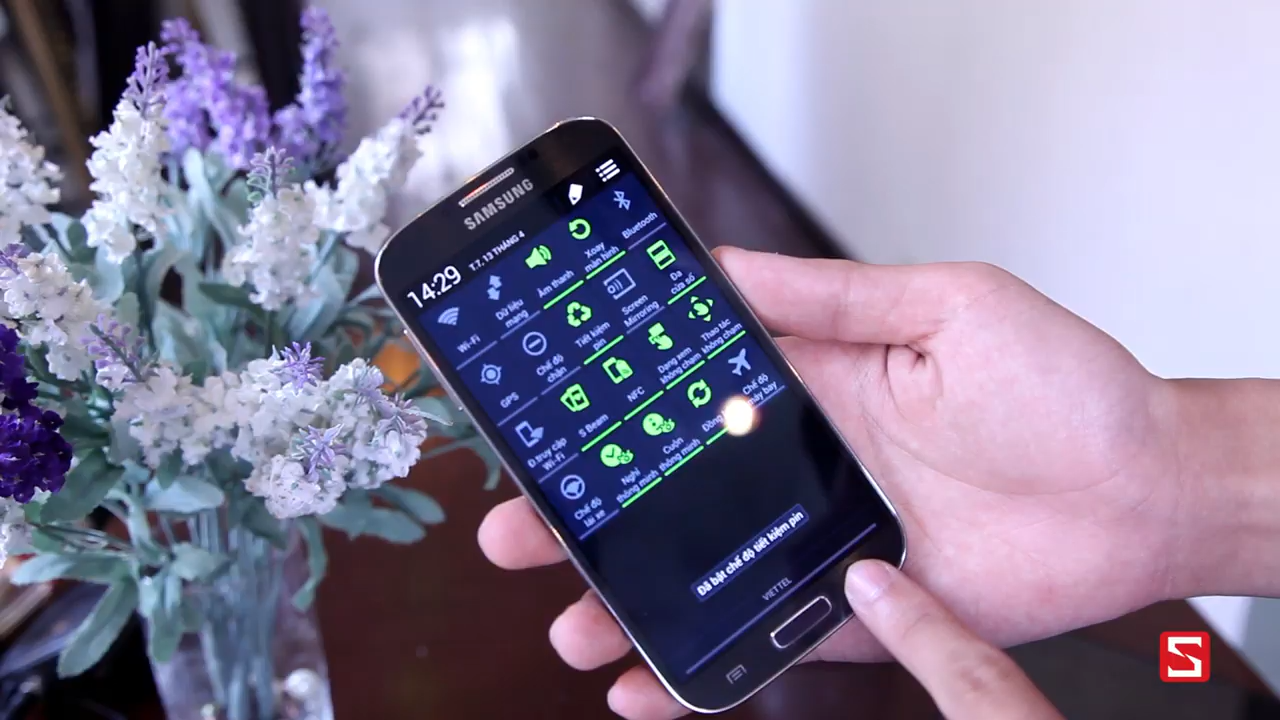 SAMSUNG
14:29
T.7, 13 THÁNG 4
Wi-Fi
Dữ liệu mạng
Âm thanh
Xoay màn hình
Bluetooth
GPS
Chế độ chặn
Tiết kiệm pin
Screen Mirroring
Đa cửa sổ
Đ.truy cập Wi-Fi
S Beam
NFC
Dạng xem không chạm
Thao tác không chạm
Chế độ lái xe
Nghỉ thông minh
Cuộn thông minh
Chế độ máy bay
Đã bật chế độ tiết kiệm pin
VIETTEL
S